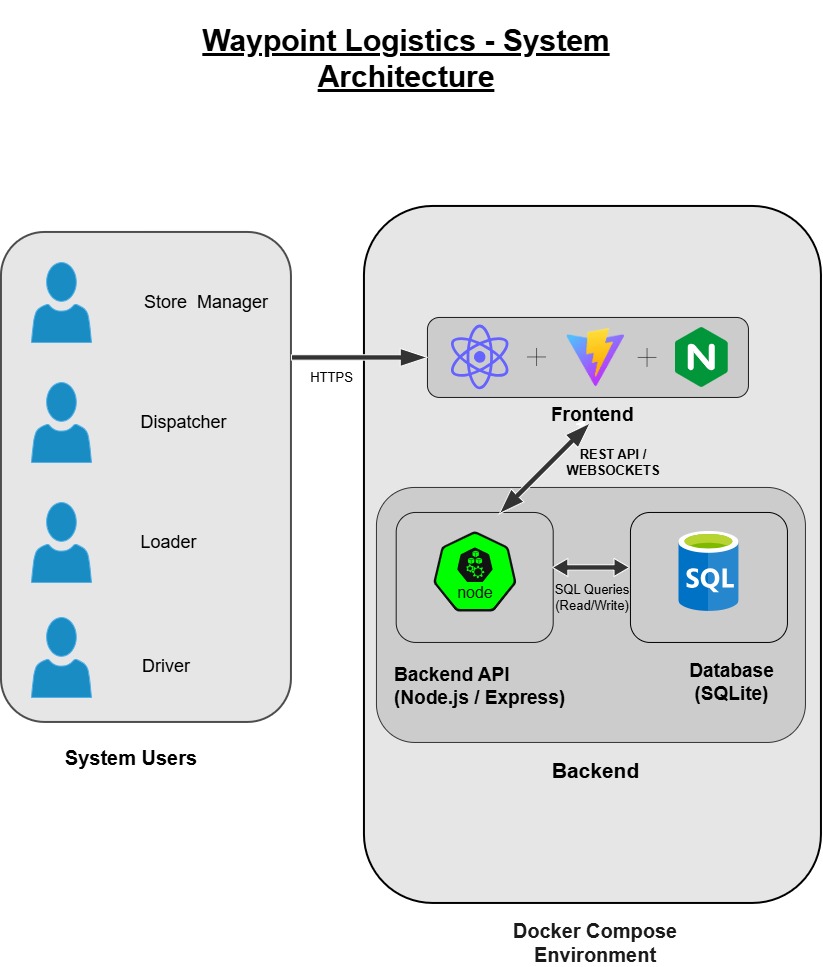 Waypoint Logistics - System
Architecture
Store  Manager
Dispatcher
Loader
Driver
System Users
HTTPS
+ +
N
Frontend
REST API /
WEBSOCKETS
node
SQL Queries
(Read/Write)
SQL
Backend API
(Node.js / Express)
Database
(SQLite)
Backend
Docker Compose
Environment